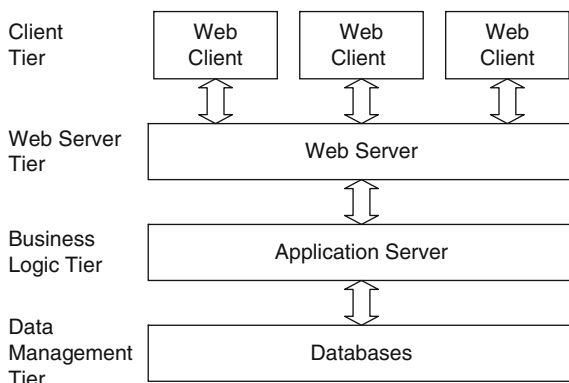 Client
Tier
Web
Client
Web
Client
Web
Client
Web Server
Tier
Web Server
Business
Logic Tier
Application Server
Data
Management
Tier
Databases